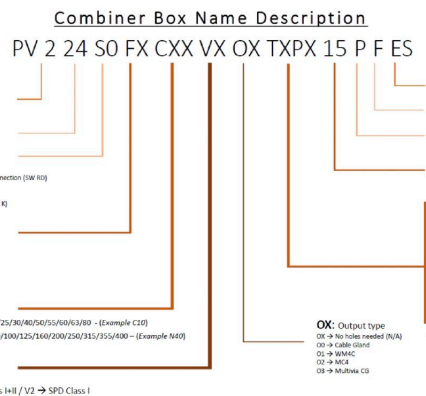 Combiner Box Name Description
PV 2 24 S0 FX CXX VX OX TXPX 15 P F ES
nection (SW RD)
K)
/25/30/40/50/55/60/63/80 - (Example C10)
/100/125/160/200/250/315/355/400 – (Example N40)
OX: Output type
OX → No holes needed (N/A)
O0 → Cable Gland
O1 → WM4C
O2 → MC4
O3 → Multivia CG
s I+II / V2 → SPD Class I